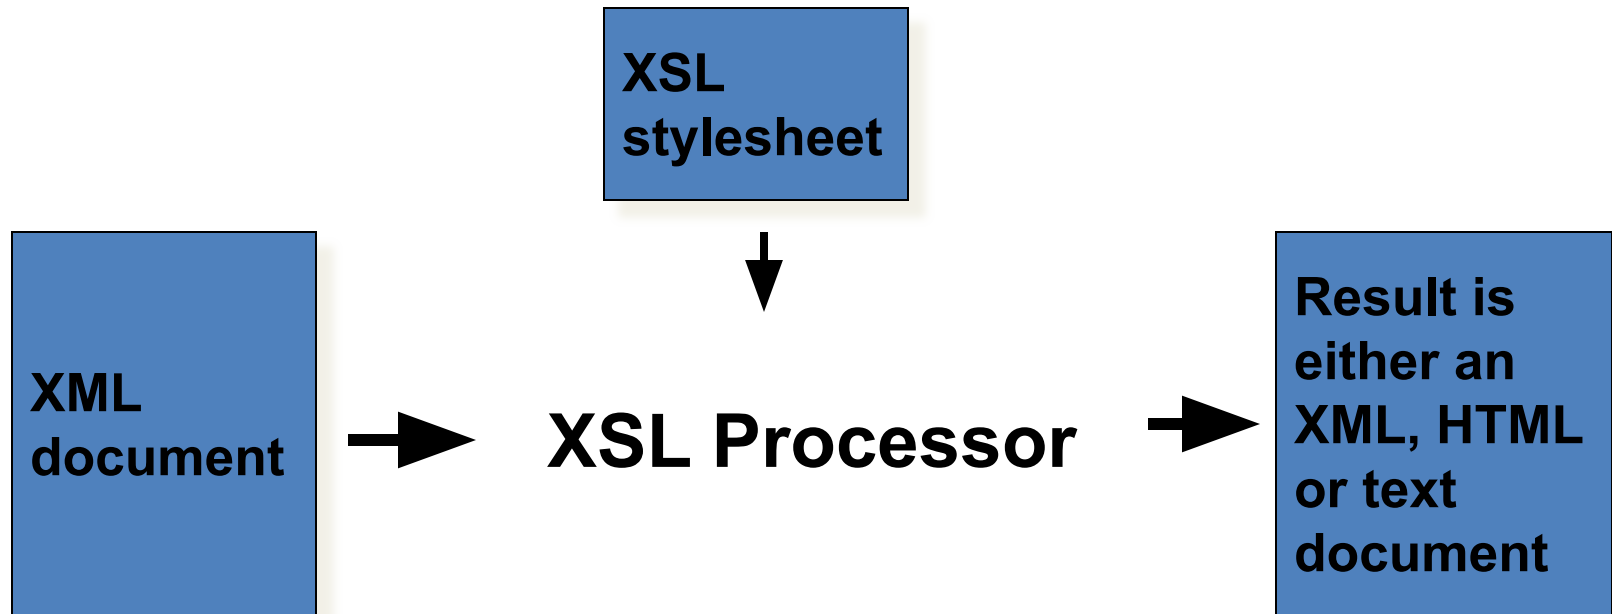 XSL
stylesheet
XML
document
XSL Processor
Result is
either an
XML, HTML
or text
document